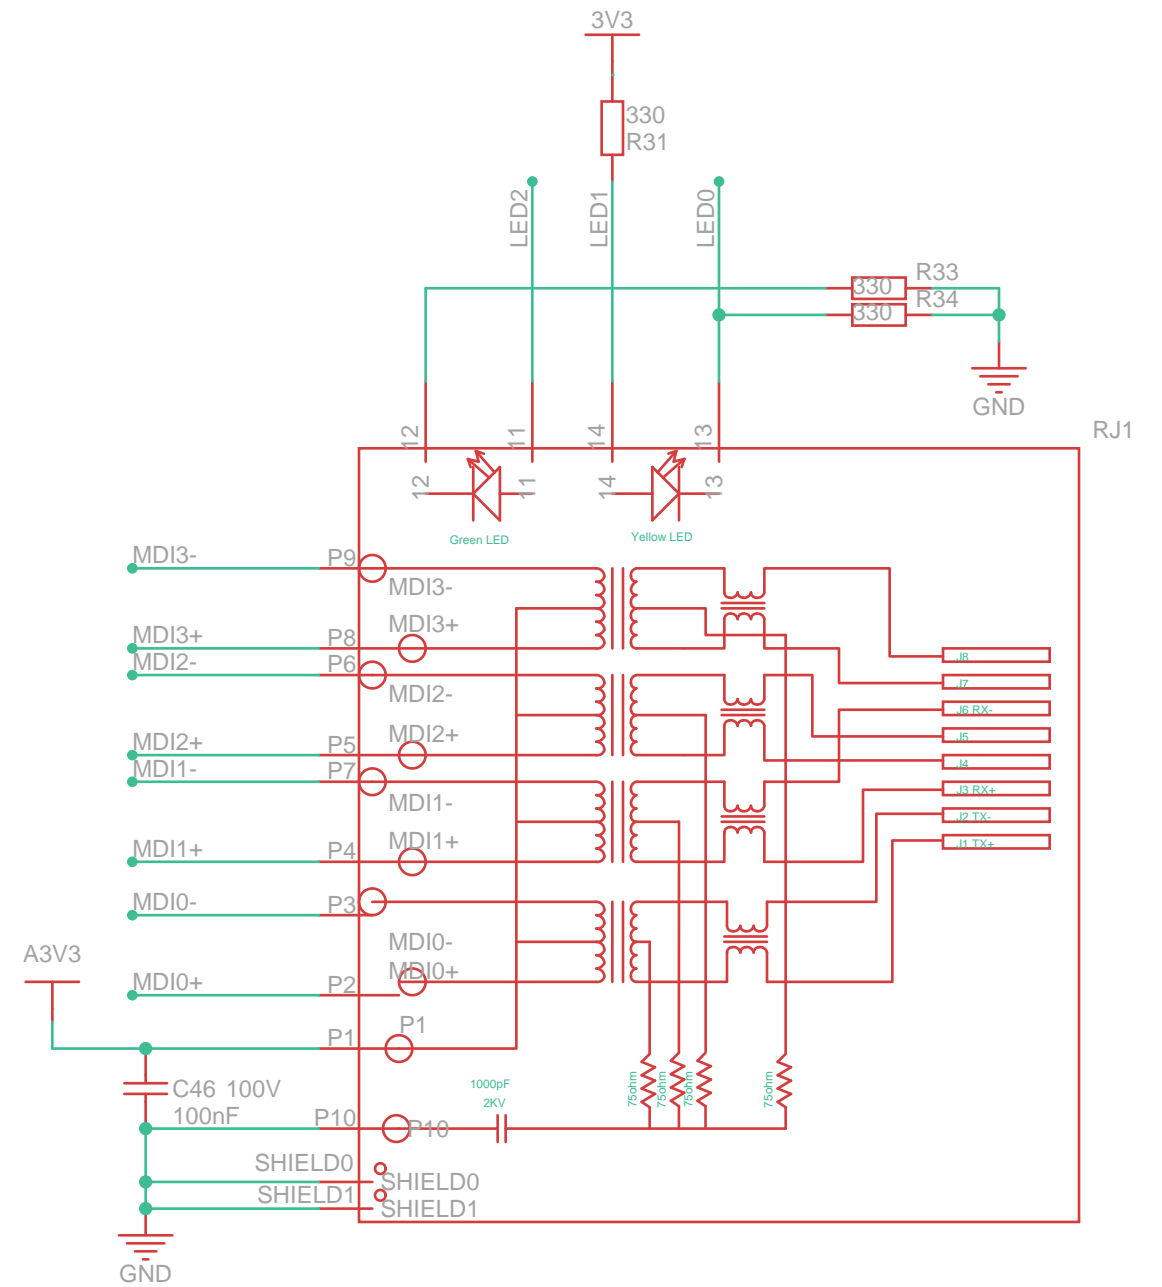 3V3
330
R31
LED2
LED1
LED0
R33
330
R34
330
GND
RJ1
12
11
14
13
12
11
14
13
Green LED
Yellow LED
MDI3-
P9
MDI3-
MDI3+
P8
MDI3+
MDI2-
P6
MDI2-
MDI2+
P5
MDI2+
MDI1-
P7
MDI1-
MDI1+
P4
MDI1+
MDI0-
P3
MDI0-
MDI0+
P2
MDI0+
J8
J7
J6 RX-
J5
J4
J3 RX+
J2 TX-
J1 TX+
A3V3
P1
P1
C46 100V
100nF
1000pF
2KV
75ohm
75ohm
75ohm
75ohm
P10
P10
SHIELD0
SHIELD0
SHIELD1
SHIELD1
GND